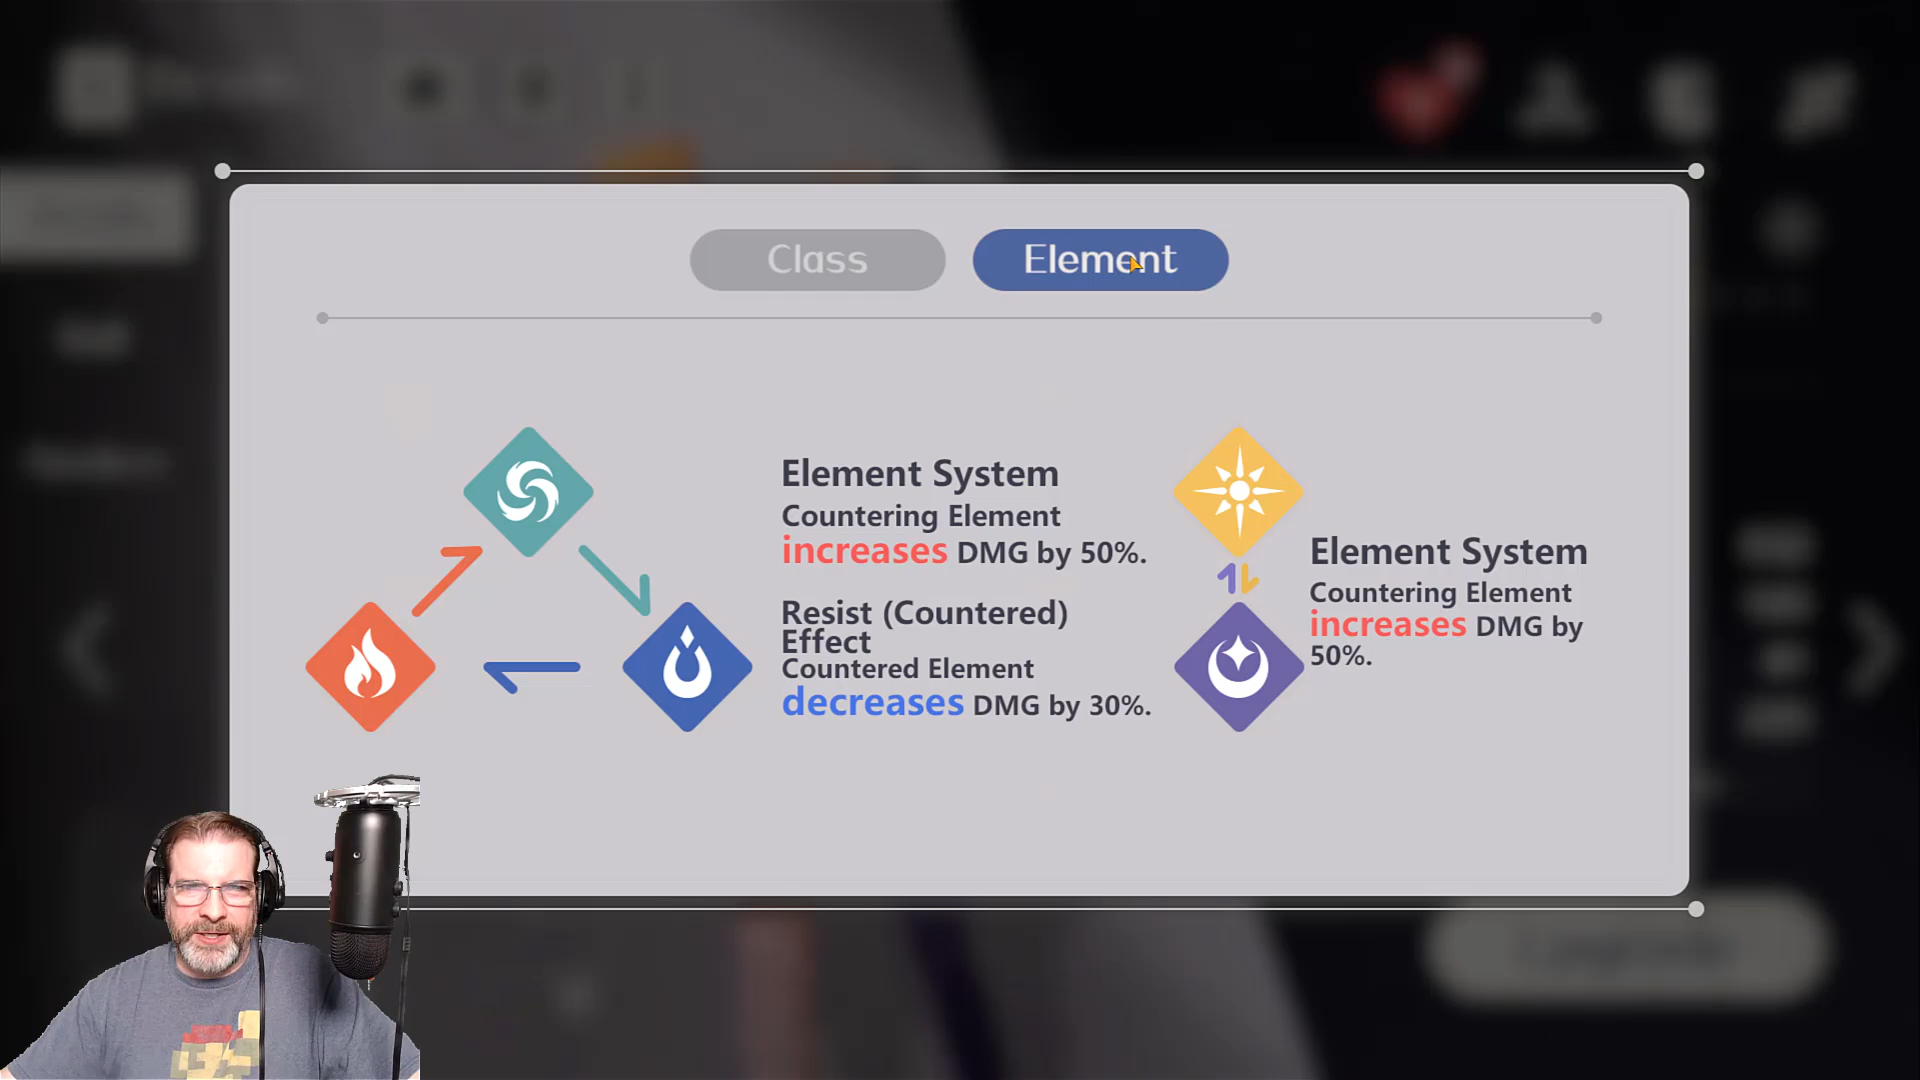 Class
Element
Element System
Countering Element
increases DMG by 50%.
Resist (Countered)
Effect
Countered Element
decreases DMG by 30%.
Element System
Countering Element
increases DMG by
50%.